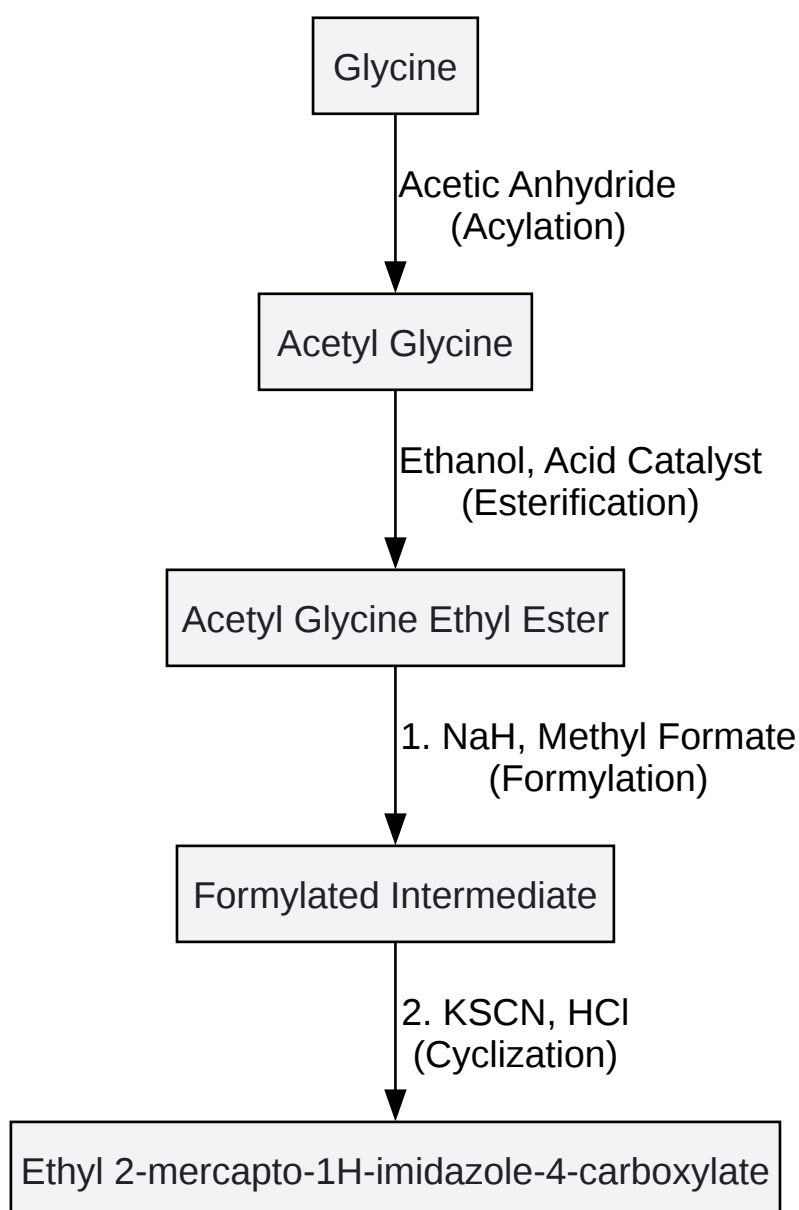 Glycine
Acetic Anhydride
(Acylation)
Acetyl Glycine
Ethanol, Acid Catalyst
(Esterification)
Acetyl Glycine Ethyl Ester
1. NaH, Methyl Formate
(Formylation)
Formylated Intermediate
2. KSCN, HCl
(Cyclization)
Ethyl 2-mercapto-1H-imidazole-4-carboxylate